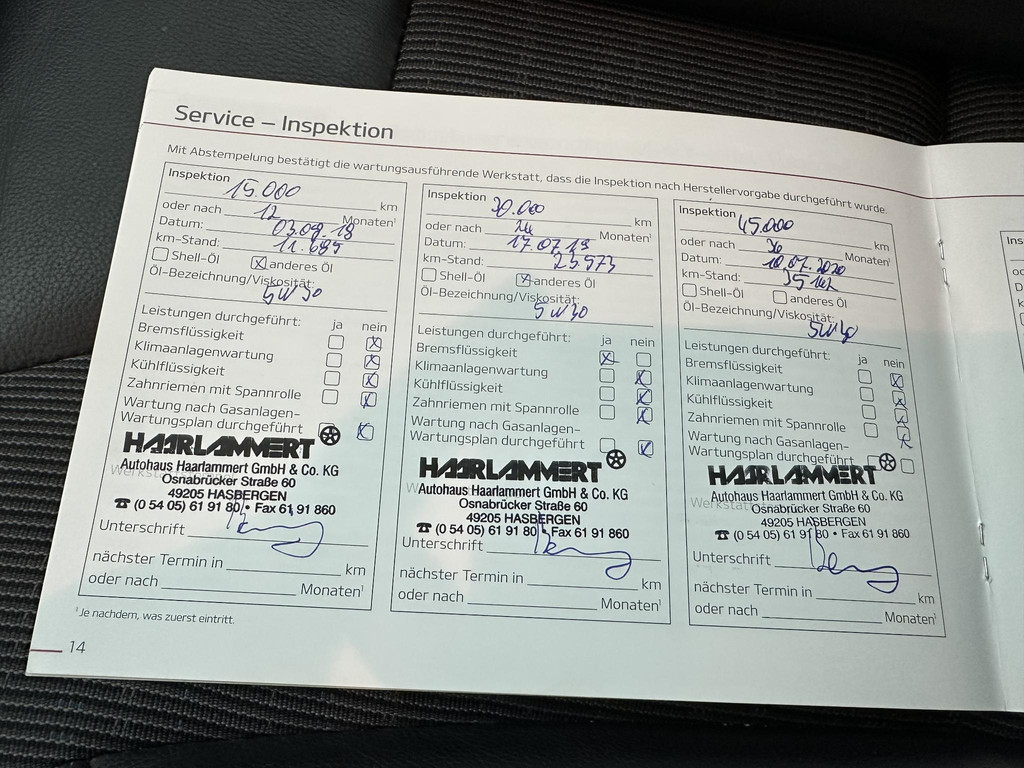 Service – Inspektion
Mit Abstempelung bestätigt die wartungsausführende Werkstatt, dass die Inspektion nach Herstellervorgabe durchgeführt wurde.
Inspektion 15.000 km
oder nach 12 Monaten¹
Datum: 03.09.18
km-Stand: 11.695
Shell-Öl x anderes Öl
Öl-Bezeichnung/Viskosität:
5W30
Leistungen durchgeführt: ja nein
Bremsflüssigkeit x
Klimaanlagenwartung x
Kühlflüssigkeit x
Zahnriemen mit Spannrolle x
Wartung nach Gasanlagen-
Wartungsplan durchgeführt x
HAARLAMMERT
Autohaus Haarlammert GmbH & Co. KG
Osnabrücker Straße 60
49205 HASBERGEN
☎ (0 54 05) 61 91 80 • Fax 61 91 860
Unterschrift
nächster Termin in km
oder nach Monaten¹
Inspektion 30.000 km
oder nach 24 Monaten¹
Datum: 17.07.19
km-Stand: 23.573
Shell-Öl x anderes Öl
Öl-Bezeichnung/Viskosität:
5W30
Leistungen durchgeführt: ja nein
Bremsflüssigkeit x
Klimaanlagenwartung x
Kühlflüssigkeit x
Zahnriemen mit Spannrolle x
Wartung nach Gasanlagen-
Wartungsplan durchgeführt x
HAARLAMMERT
Autohaus Haarlammert GmbH & Co. KG
Osnabrücker Straße 60
49205 HASBERGEN
☎ (0 54 05) 61 91 80 • Fax 61 91 860
Unterschrift
nächster Termin in km
oder nach Monaten¹
Inspektion 45.000 km
oder nach 36 Monaten¹
Datum: 10.07.2020
km-Stand:
Shell-Öl anderes Öl
Öl-Bezeichnung/Viskosität:
Leistungen durchgeführt: ja nein
Bremsflüssigkeit x
Klimaanlagenwartung x
Kühlflüssigkeit x
Zahnriemen mit Spannrolle x
Wartung nach Gasanlagen-
Wartungsplan durchgeführt
HAARLAMMERT
Autohaus Haarlammert GmbH & Co. KG
Osnabrücker Straße 60
49205 HASBERGEN
☎ (0 54 05) 61 91 80 • Fax 61 91 860
Unterschrift
nächster Termin in km
oder nach Monaten¹
¹Je nachdem, was zuerst eintritt.
14